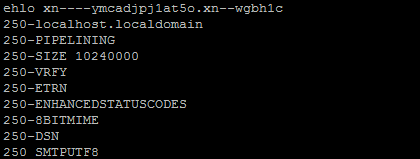 ehlo xn----ymcadjpj1at5o.xn--wgbh1c
250-localhost.localdomain
250-PIPELINING
250-SIZE 10240000
250-VRFY
250-ETRN
250-ENHANCEDSTATUSCODES
250-8BITMIME
250-DSN
250 SMTPUTF8